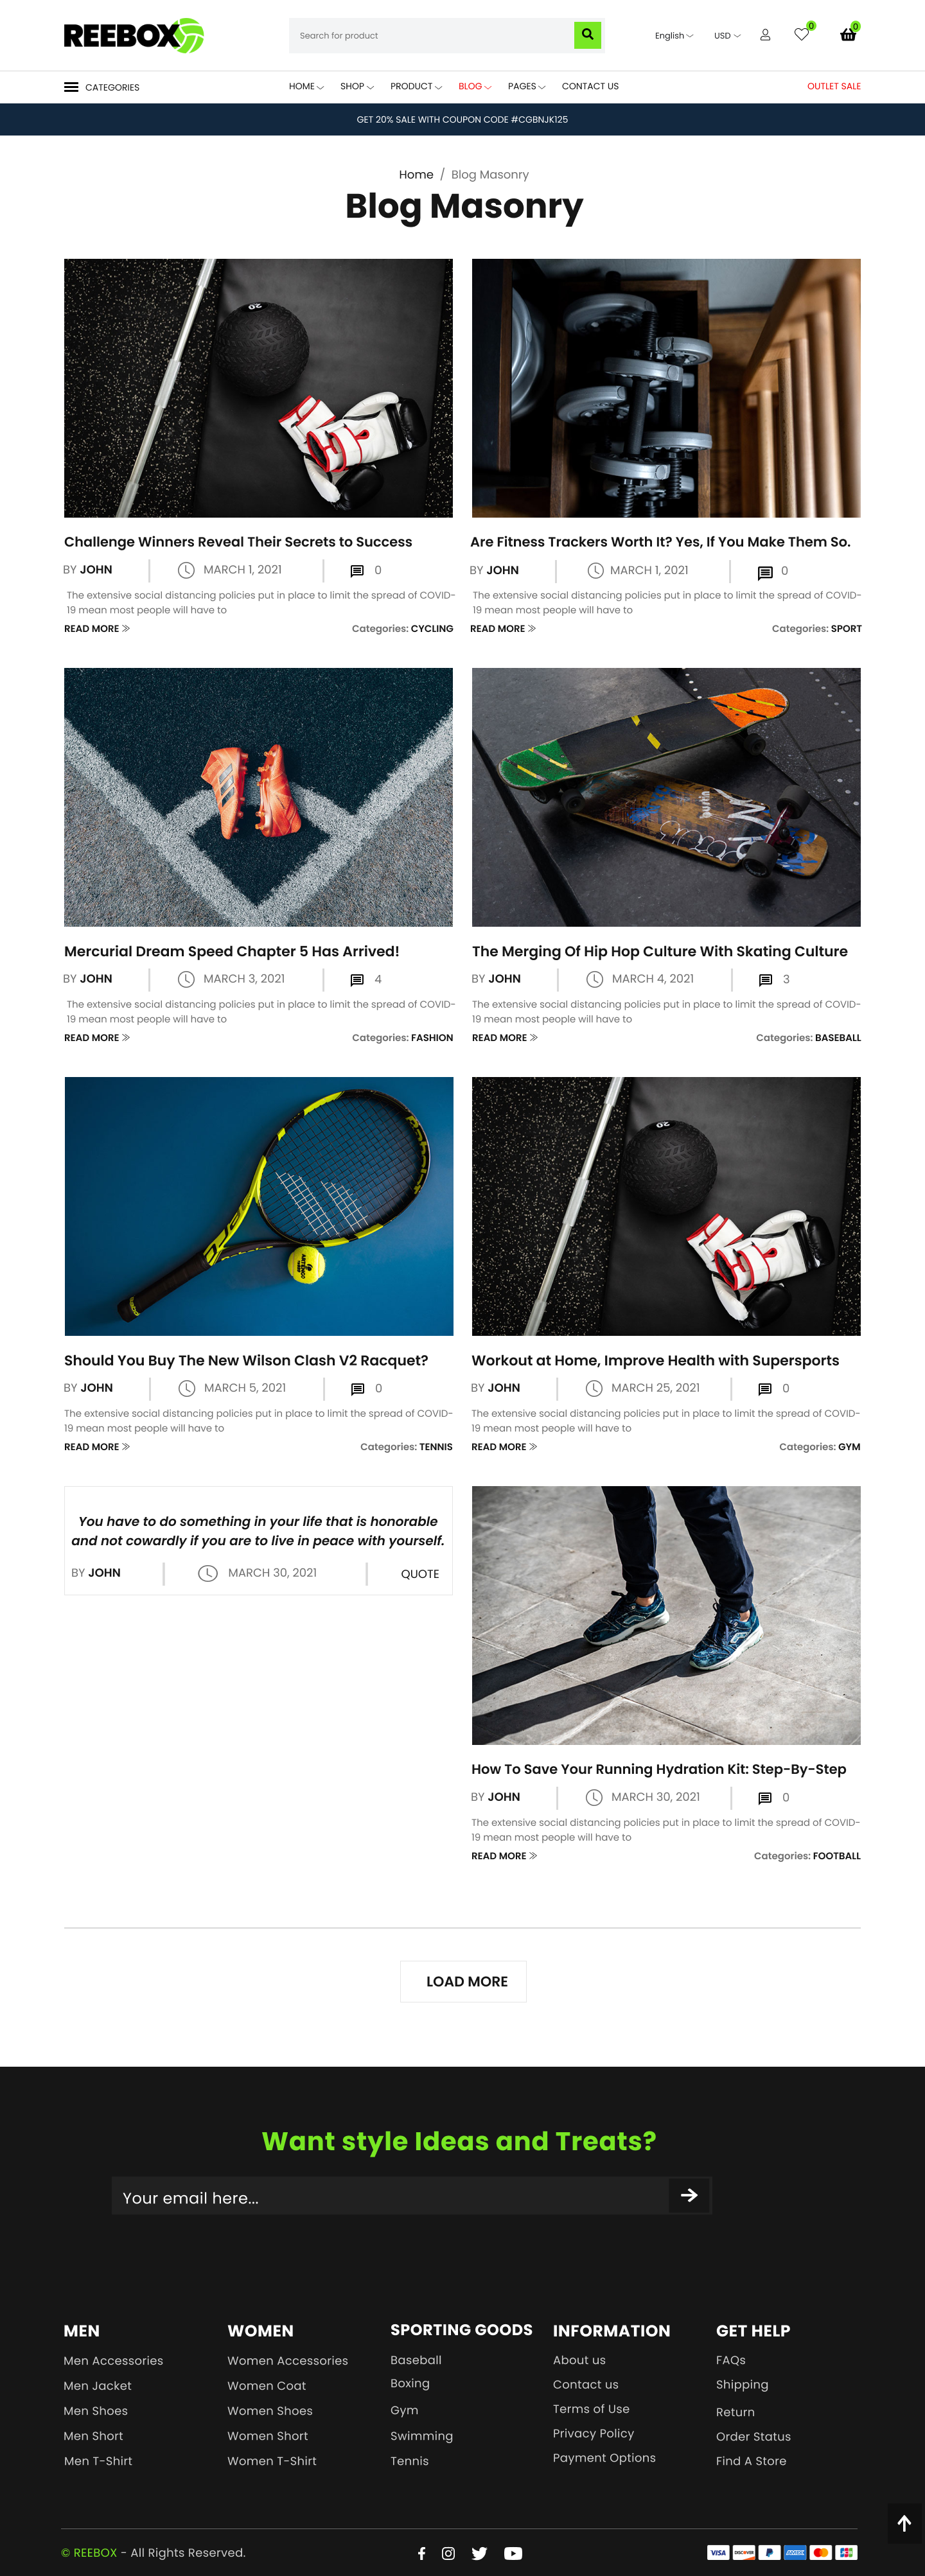 REEBOX
Search for product
English
USD
0
0
CATEGORIES
HOME
SHOP
PRODUCT
BLOG
PAGES
CONTACT US
OUTLET SALE
GET 20% SALE WITH COUPON CODE #CGBNJK125
Home / Blog Masonry
Blog Masonry
20
Challenge Winners Reveal Their Secrets to Success
BY JOHN
MARCH 1, 2021
0
The extensive social distancing policies put in place to limit the spread of COVID-
19 mean most people will have to
READ MORE
Categories: CYCLING
Are Fitness Trackers Worth It? Yes, If You Make Them So.
BY JOHN
MARCH 1, 2021
0
The extensive social distancing policies put in place to limit the spread of COVID-
19 mean most people will have to
READ MORE
Categories: SPORT
Mercurial Dream Speed Chapter 5 Has Arrived!
BY JOHN
MARCH 3, 2021
4
The extensive social distancing policies put in place to limit the spread of COVID-
19 mean most people will have to
READ MORE
Categories: FASHION
The Merging Of Hip Hop Culture With Skating Culture
BY JOHN
MARCH 4, 2021
3
The extensive social distancing policies put in place to limit the spread of COVID-
19 mean most people will have to
READ MORE
Categories: BASEBALL
Should You Buy The New Wilson Clash V2 Racquet?
BY JOHN
MARCH 5, 2021
0
The extensive social distancing policies put in place to limit the spread of COVID-
19 mean most people will have to
READ MORE
Categories: TENNIS
20
Workout at Home, Improve Health with Supersports
BY JOHN
MARCH 25, 2021
0
The extensive social distancing policies put in place to limit the spread of COVID-
19 mean most people will have to
READ MORE
Categories: GYM
You have to do something in your life that is honorable
and not cowardly if you are to live in peace with yourself.
BY JOHN
MARCH 30, 2021
QUOTE
How To Save Your Running Hydration Kit: Step-By-Step
BY JOHN
MARCH 30, 2021
0
The extensive social distancing policies put in place to limit the spread of COVID-
19 mean most people will have to
READ MORE
Categories: FOOTBALL
LOAD MORE
Want style Ideas and Treats?
Your email here...
MEN
Men Accessories
Men Jacket
Men Shoes
Men Short
Men T-Shirt
WOMEN
Women Accessories
Women Coat
Women Shoes
Women Short
Women T-Shirt
SPORTING GOODS
Baseball
Boxing
Gym
Swimming
Tennis
INFORMATION
About us
Contact us
Terms of Use
Privacy Policy
Payment Options
GET HELP
FAQs
Shipping
Return
Order Status
Find A Store
© REEBOX - All Rights Reserved.
VISA
DISCOVER
JCB